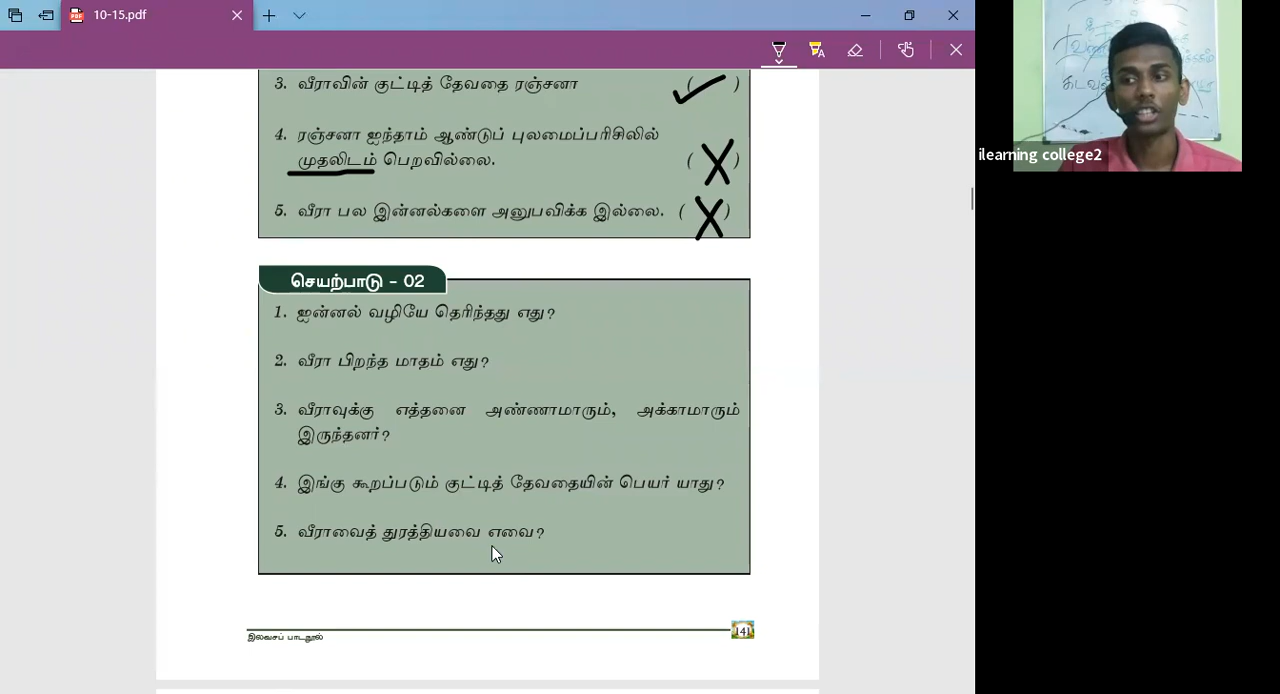 10-15.pdf
3. வீராவின் குட்டித் தேவதை ரஞ்சனா ( )
4. ரஞ்சனா ஐந்தாம் ஆண்டுப் புலமைப்பரிசிலில்
முதலிடம் பெறவில்லை. ( )
5. வீரா பல இன்னல்களை அனுபவிக்க இல்லை. ( )
செயற்பாடு - 02
1. ஜன்னல் வழியே தெரிந்தது எது?
2. வீரா பிறந்த மாதம் எது?
3. வீராவுக்கு எத்தனை அண்ணாமாரும், அக்காமாரும்
இருந்தனர்?
4. இங்கு கூறப்படும் குட்டித் தேவதையின் பெயர் யாது?
5. வீராவைத் துரத்தியவை எவை?
இலவசப் பாடநூல்
141
ilearning college2